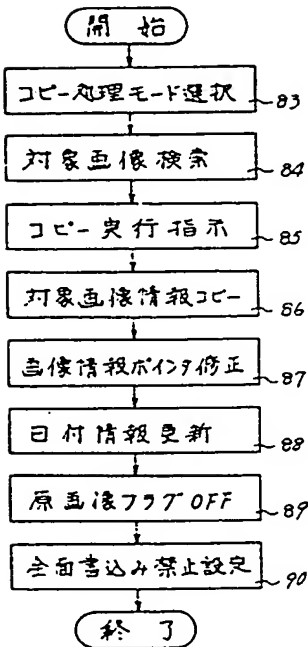 開始
コピー処理モード選択
83
対象画像検索
84
コピー実行指示
85
対象画像情報コピー
86
画像情報ポインタ修正
87
日付情報更新
88
原画像フラグOFF
89
全面書込み禁止設定
90
終了